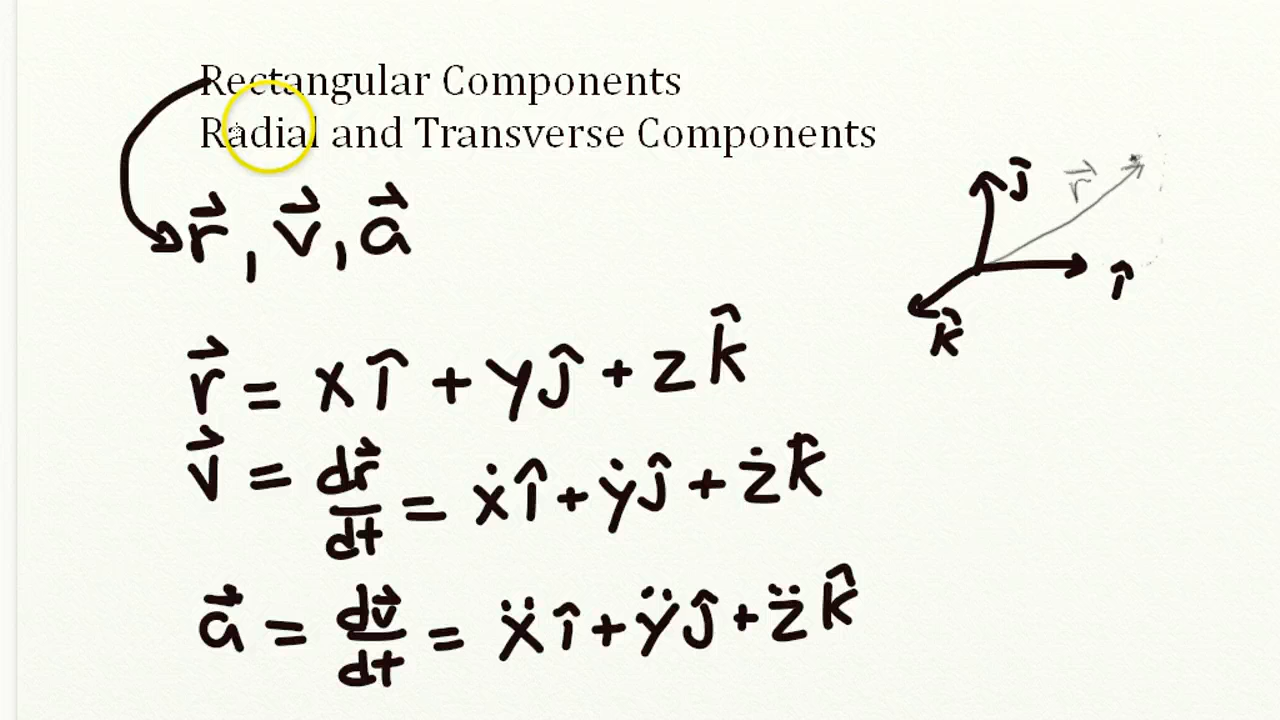 Rectangular Components
Radial and Transverse Components
r⃗, v⃗, a⃗
ĵ
r⃗
î
k̂
r⃗ = xî + yĵ + zk̂
v⃗ = dr⃗/dt = ẋî + ẏĵ + żk̂
a⃗ = dv⃗/dt = ẍî + ÿĵ + z̈k̂